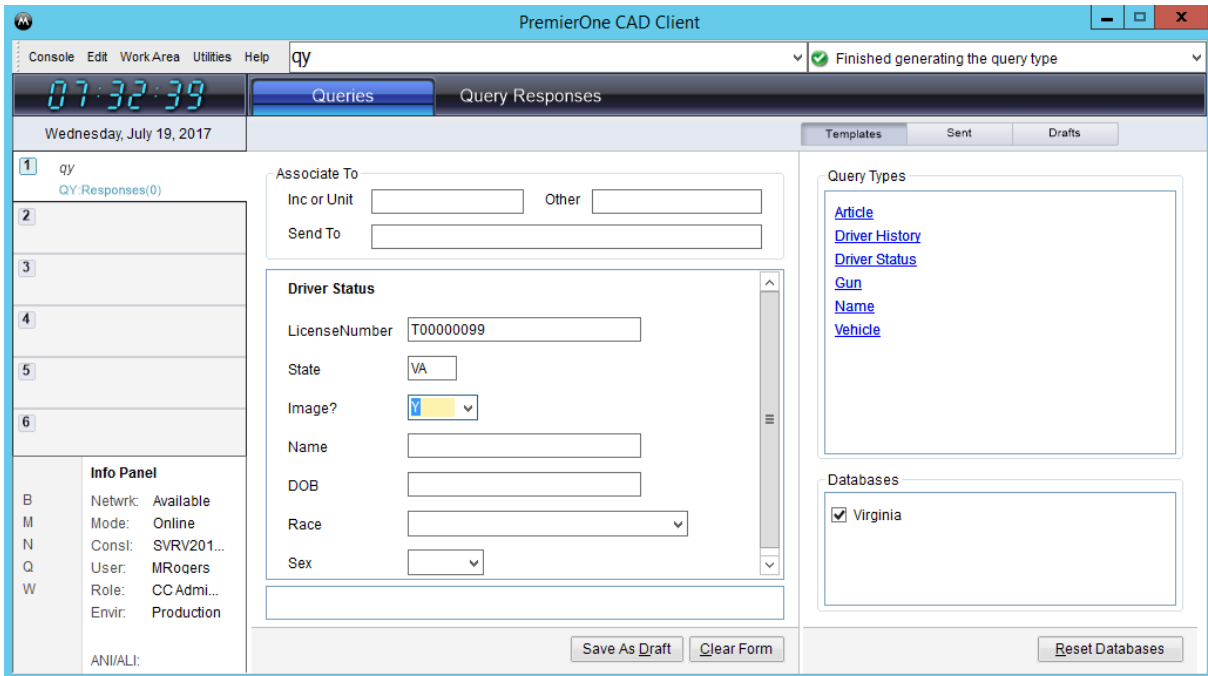 PremierOne CAD Client
Console Edit Work Area Utilities Help qy Finished generating the query type
07:32:39 Queries Query Responses
Wednesday, July 19, 2017 Templates Sent Drafts
1 qy
QY:Responses(0)
2
3
4
5
6
Info Panel
B Netwrk: Available
M Mode: Online
N Consl: SVRV201...
Q User: MRogers
W Role: CC Admi...
Envir: Production
ANI/ALI:
Associate To
Inc or Unit Other
Send To
Driver Status
LicenseNumber T00000099
State VA
Image? Y
Name
DOB
Race
Sex
Save As Draft Clear Form
Query Types
Article
Driver History
Driver Status
Gun
Name
Vehicle
Databases
Virginia
Reset Databases